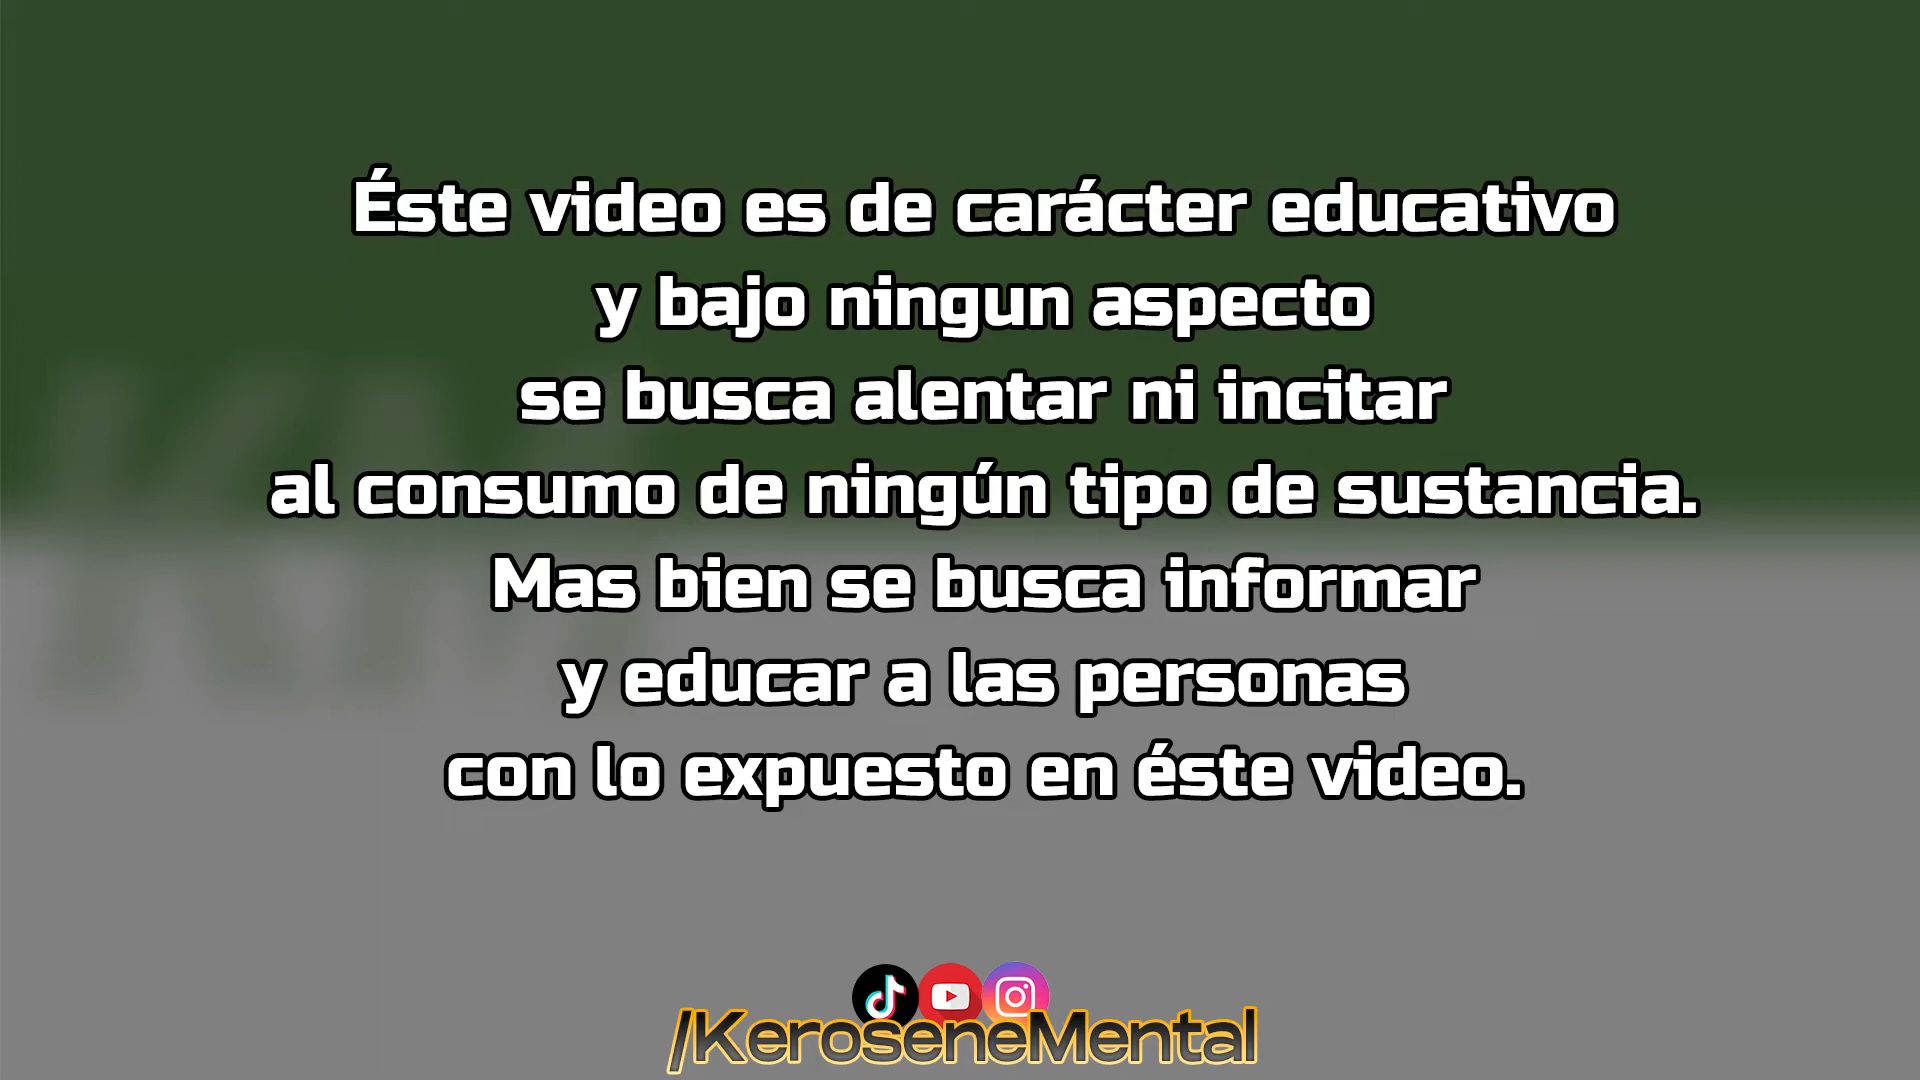 Éste video es de carácter educativo
y bajo ningun aspecto
se busca alentar ni incitar
al consumo de ningún tipo de sustancia.
Mas bien se busca informar
y educar a las personas
con lo expuesto en éste video.
/KeroseneMental